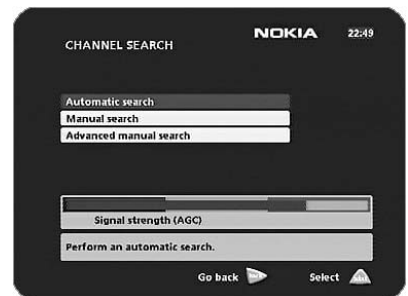 NOKIA 22:49
CHANNEL SEARCH
Automatic search
Manual search
Advanced manual search
Signal strength (AGC)
Perform an automatic search.
Go back Select